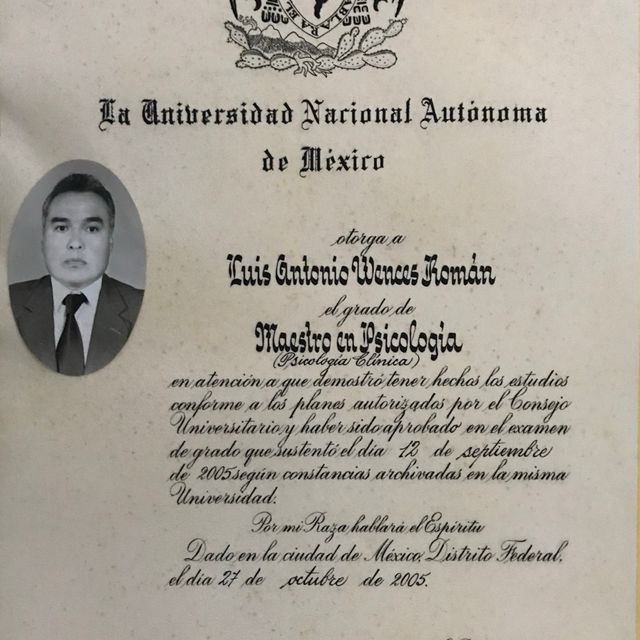 BLARA EL
La Universidad Nacional Autónoma
de México
otorga a
Luis Antonio Wences Román
el grado de
Maestro en Psicología
(Psicología Clínica)
en atención a que demostró tener hechos los estudios
conforme a los planes autorizados por el Consejo
Universitario y haber sido aprobado en el examen
de grado que sustentó el día 12 de septiembre
de 2005 según constancias archivadas en la misma
Universidad.
Por mi Raza hablará el Espíritu
Dado en la ciudad de México, Distrito Federal,
el día 27 de octubre de 2005.